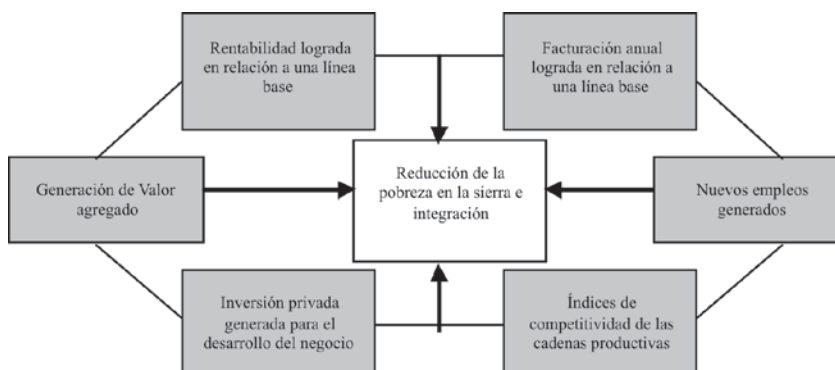 Rentabilidad lograda
en relación a una línea
base
Facturación anual
lograda en relación a
una línea base
Generación de Valor
agregado
Reducción de la
pobreza en la sierra e
integración
Nuevos empleos
generados
Inversión privada
generada para el
desarrollo del negocio
Índices de
competitividad de las
cadenas productivas